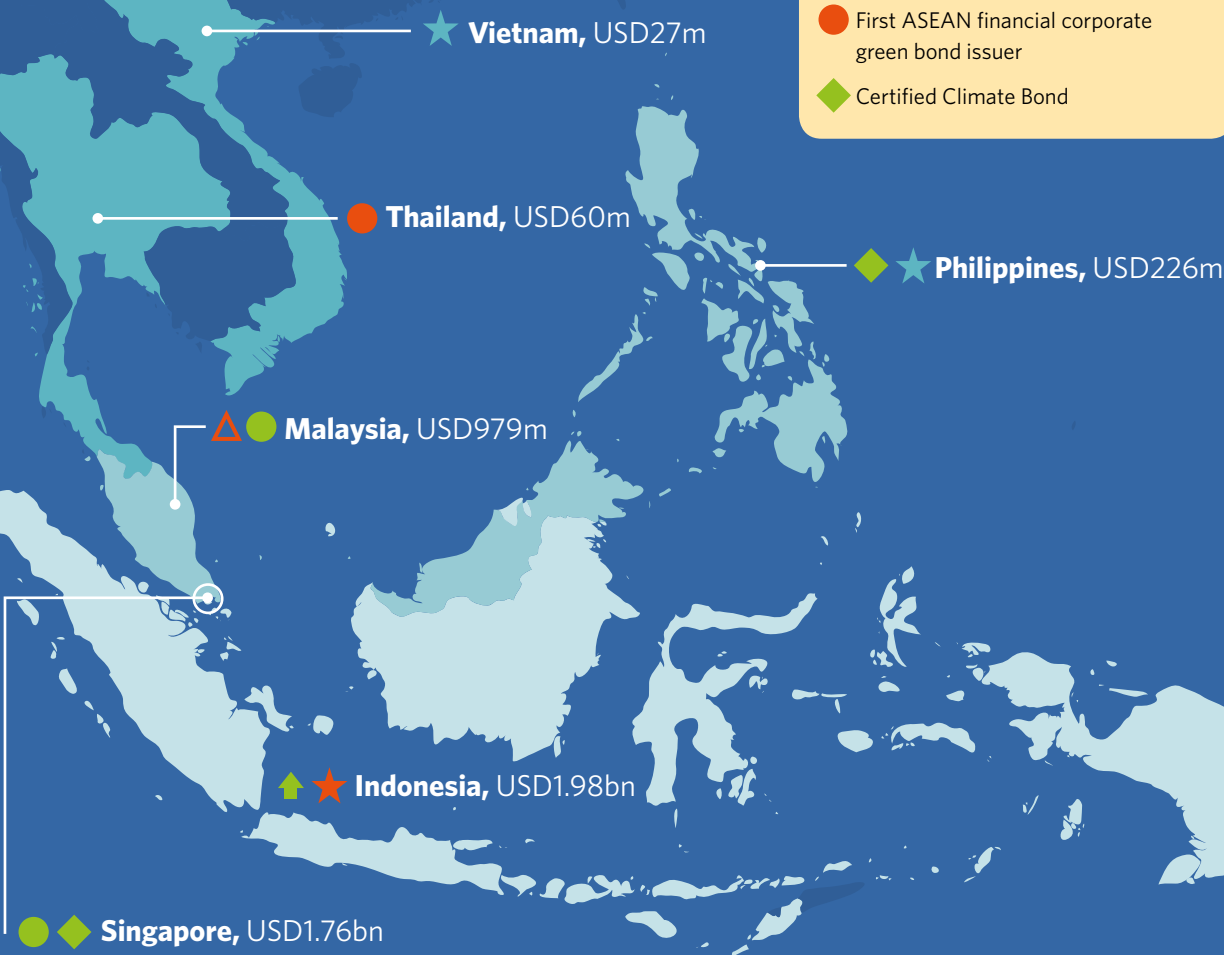 First ASEAN financial corporate
green bond issuer
Certified Climate Bond
Vietnam, USD27m
Thailand, USD60m
Philippines, USD226m
Malaysia, USD979m
Indonesia, USD1.98bn
Singapore, USD1.76bn